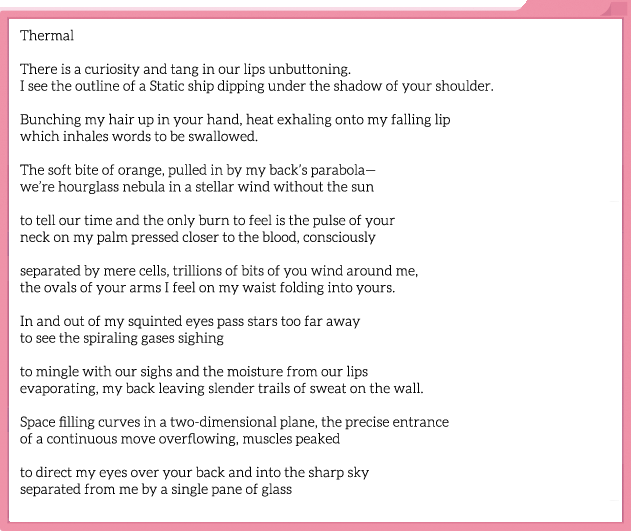 Thermal
There is a curiosity and tang in our lips unbuttoning.
I see the outline of a Static ship dipping under the shadow of your shoulder.
Bunching my hair up in your hand, heat exhaling onto my falling lip
which inhales words to be swallowed.
The soft bite of orange, pulled in by my back's parabola—
we're hourglass nebula in a stellar wind without the sun
to tell our time and the only burn to feel is the pulse of your
neck on my palm pressed closer to the blood, consciously
separated by mere cells, trillions of bits of you wind around me,
the ovals of your arms I feel on my waist folding into yours.
In and out of my squinted eyes pass stars too far away
to see the spiraling gases sighing
to mingle with our sighs and the moisture from our lips
evaporating, my back leaving slender trails of sweat on the wall.
Space filling curves in a two-dimensional plane, the precise entrance
of a continuous move overflowing, muscles peaked
to direct my eyes over your back and into the sharp sky
separated from me by a single pane of glass